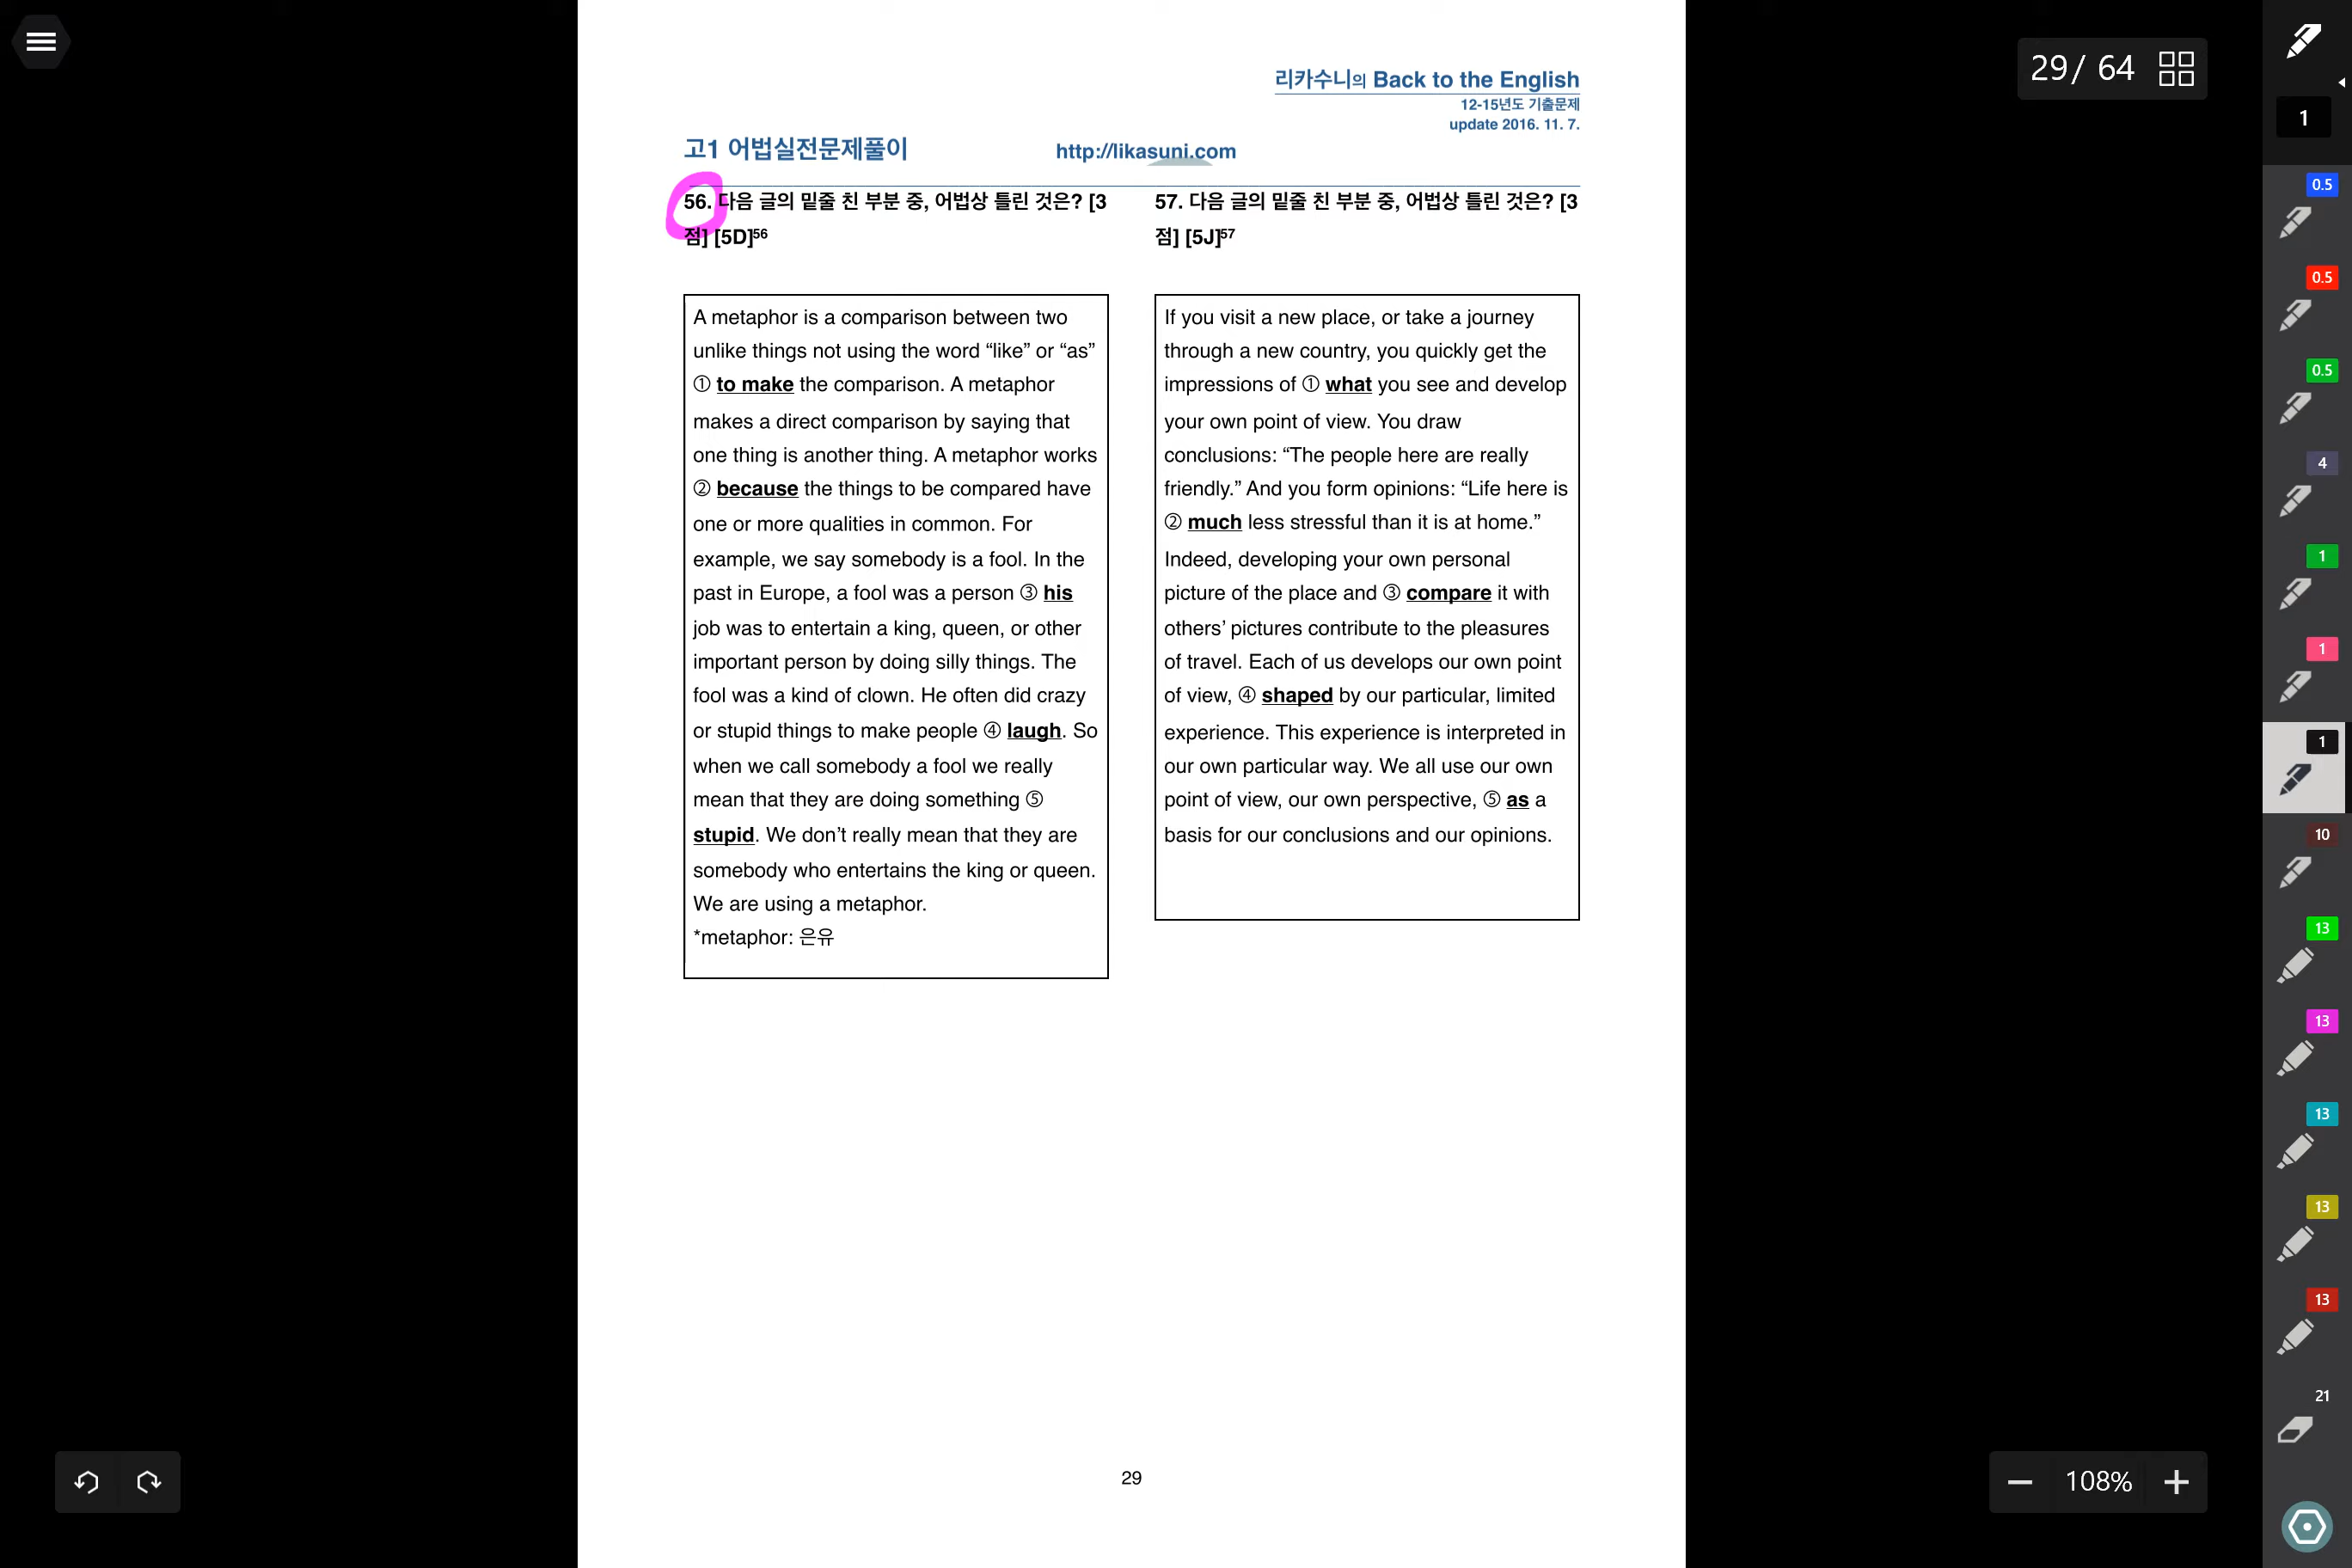 29/ 64
리카수니의 Back to the English
12-15년도 기출문제
update 2016. 11. 7.
고1 어법실전문제풀이
http://likasuni.com
56. 다음 글의 밑줄 친 부분 중, 어법상 틀린 것은? [3
점] [5D]56
A metaphor is a comparison between two
unlike things not using the word “like” or “as”
① to make the comparison. A metaphor
makes a direct comparison by saying that
one thing is another thing. A metaphor works
② because the things to be compared have
one or more qualities in common. For
example, we say somebody is a fool. In the
past in Europe, a fool was a person ③ his
job was to entertain a king, queen, or other
important person by doing silly things. The
fool was a kind of clown. He often did crazy
or stupid things to make people ④ laugh. So
when we call somebody a fool we really
mean that they are doing something ⑤
stupid. We don’t really mean that they are
somebody who entertains the king or queen.
We are using a metaphor.
*metaphor: 은유
57. 다음 글의 밑줄 친 부분 중, 어법상 틀린 것은? [3
점] [5J]57
If you visit a new place, or take a journey
through a new country, you quickly get the
impressions of ① what you see and develop
your own point of view. You draw
conclusions: “The people here are really
friendly.” And you form opinions: “Life here is
② much less stressful than it is at home.”
Indeed, developing your own personal
picture of the place and ③ compare it with
others’ pictures contribute to the pleasures
of travel. Each of us develops our own point
of view, ④ shaped by our particular, limited
experience. This experience is interpreted in
our own particular way. We all use our own
point of view, our own perspective, ⑤ as a
basis for our conclusions and our opinions.
29
108%
1
0.5
0.5
0.5
4
1
1
1
10
13
13
13
13
13
21